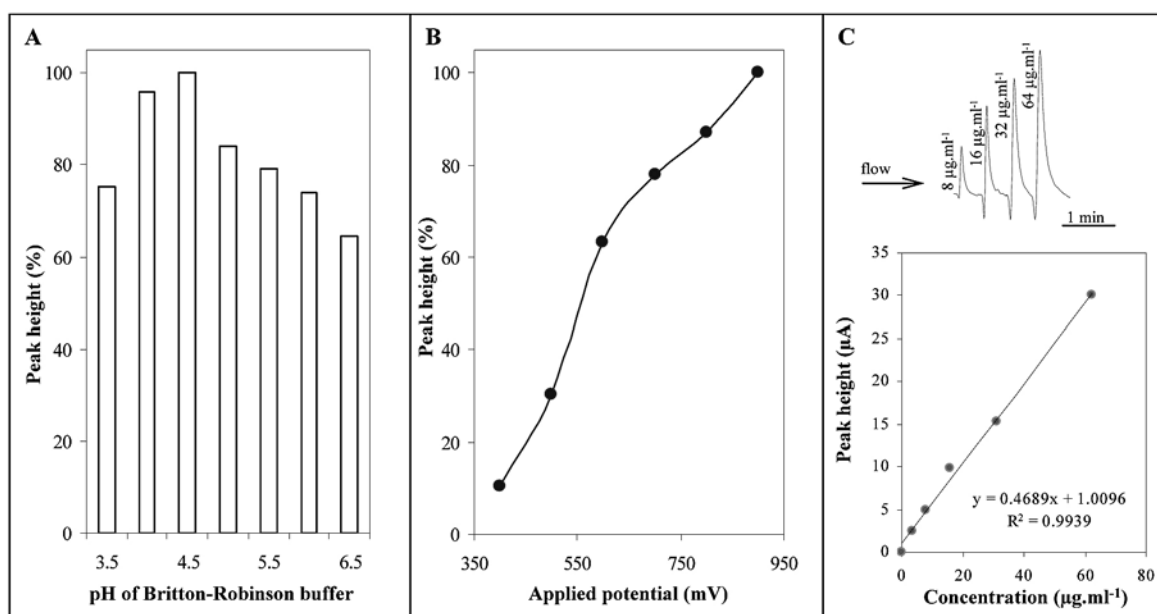 A
Peak height (%)
100
80
60
40
20
0
3.5
4.5
5.5
6.5
pH of Britton-Robinson buffer
B
Peak height (%)
100
80
60
40
20
0
350
550
750
950
Applied potential (mV)
C
8 µg.ml⁻¹
16 µg.ml⁻¹
32 µg.ml⁻¹
64 µg.ml⁻¹
flow
1 min
Peak height (µA)
35
30
25
20
15
10
5
0
y = 0.4689x + 1.0096
R² = 0.9939
0
20
40
60
80
Concentration (µg.ml⁻¹)